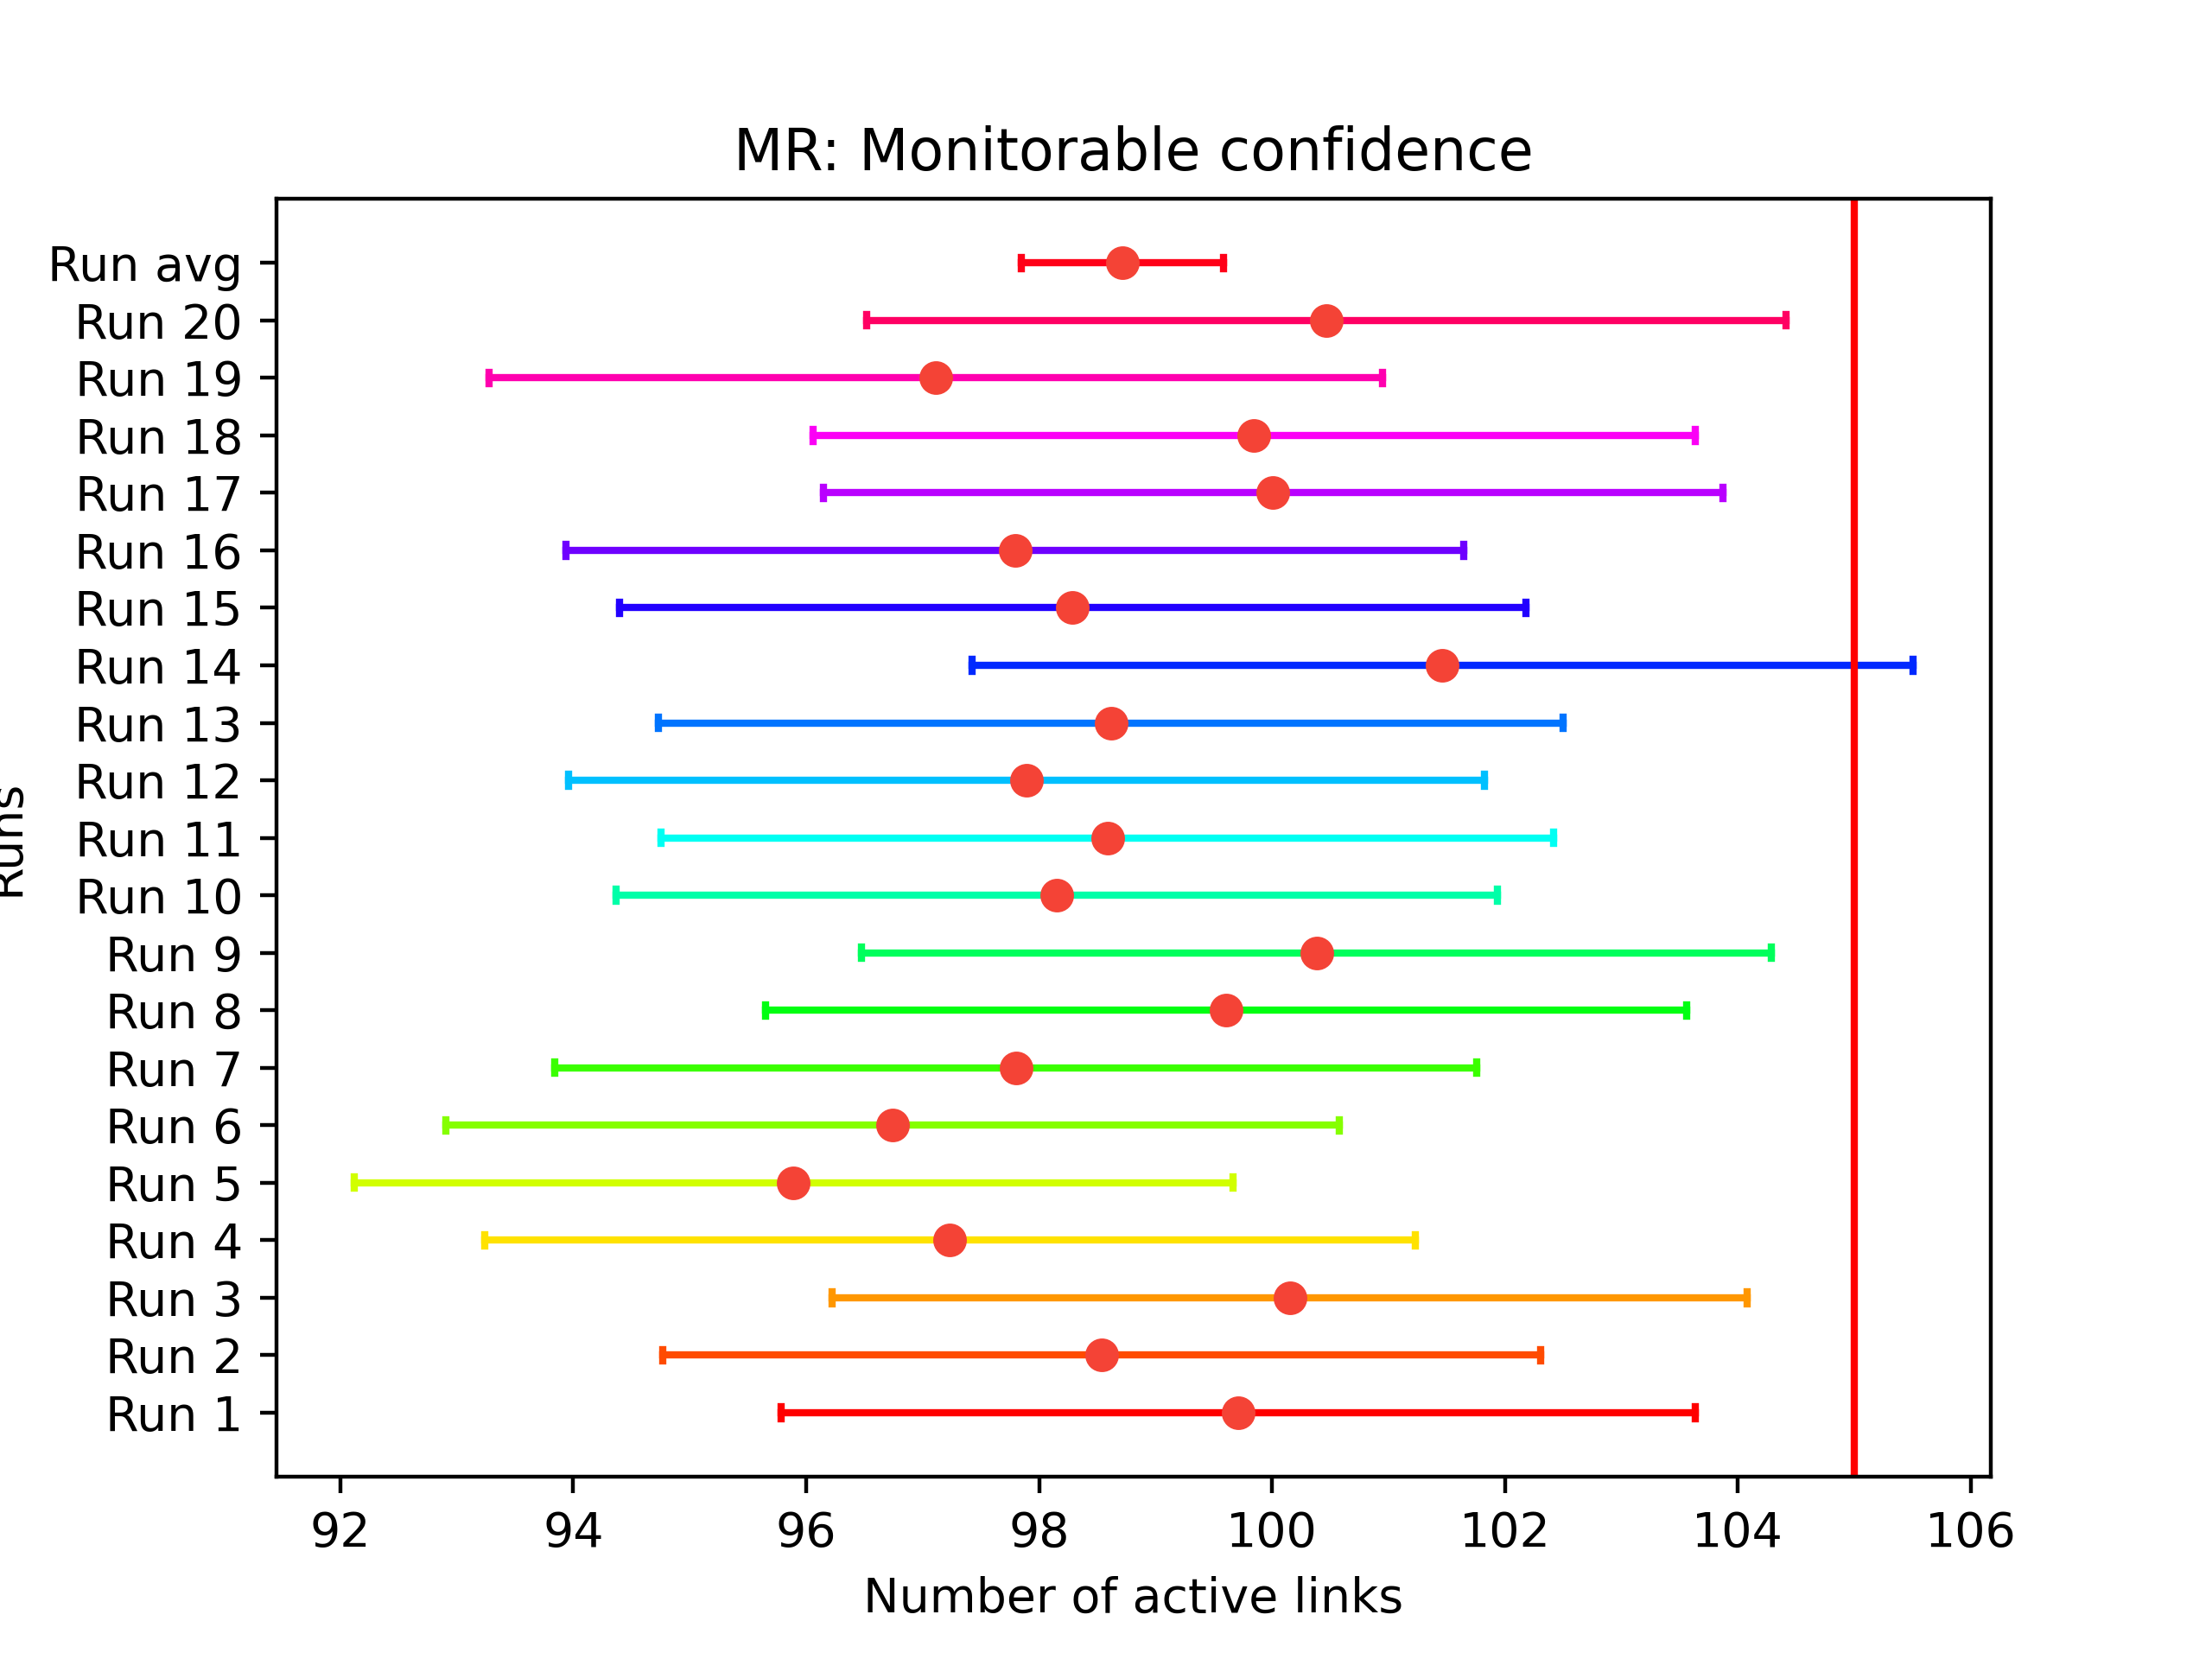 MR: Monitorable confidence
Run avg
Run 20
Run 19
Run 18
Run 17
Run 16
Run 15
Run 14
Run 13
Run 12
Run 11
Run 10
Run 9
Run 8
Run 7
Run 6
Run 5
Run 4
Run 3
Run 2
Run 1
Runs
92 94 96 98 100 102 104 106
Number of active links